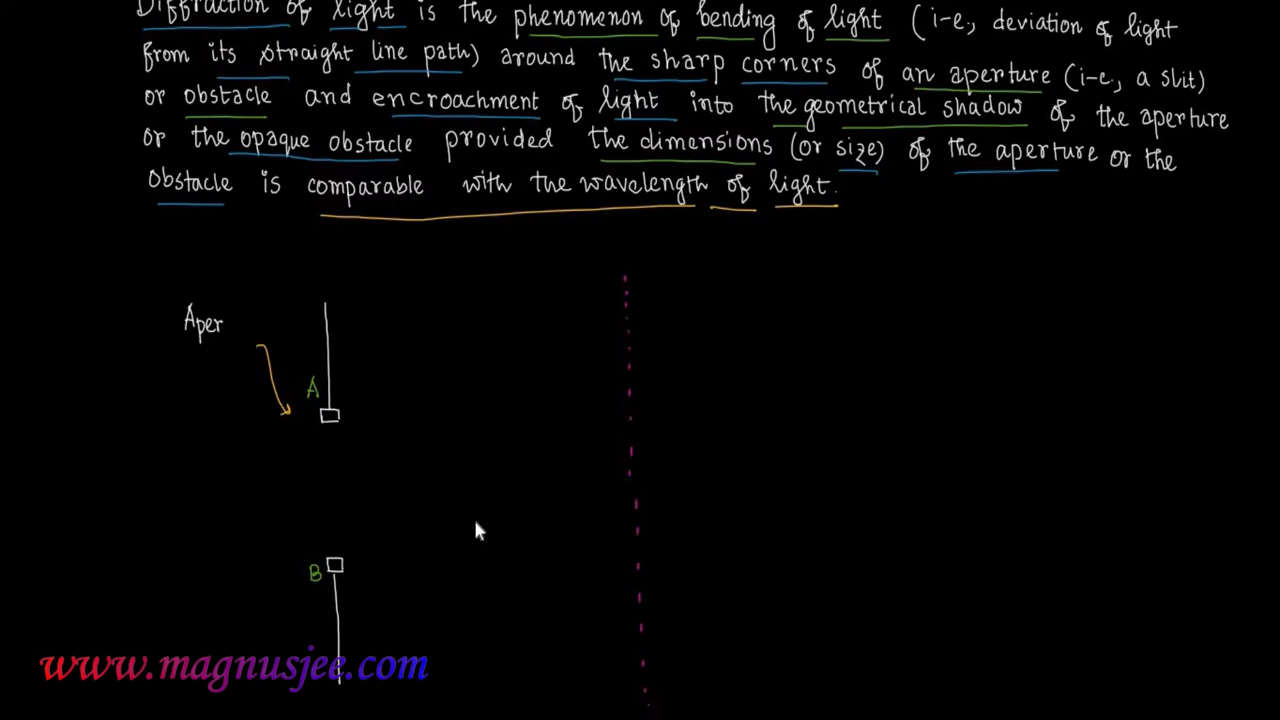 Diffraction of Light is the phenomenon of bending of light (i-e, deviation of light
from its straight line path) around the sharp corners of an aperture (i-e., a slit)
or obstacle and encroachment of light into the geometrical shadow of the aperture
or the opaque obstacle provided the dimensions (or size) of the aperture or the
Obstacle is comparable with the wavelength of light.
Aper
A
B
www.magnusjee.com